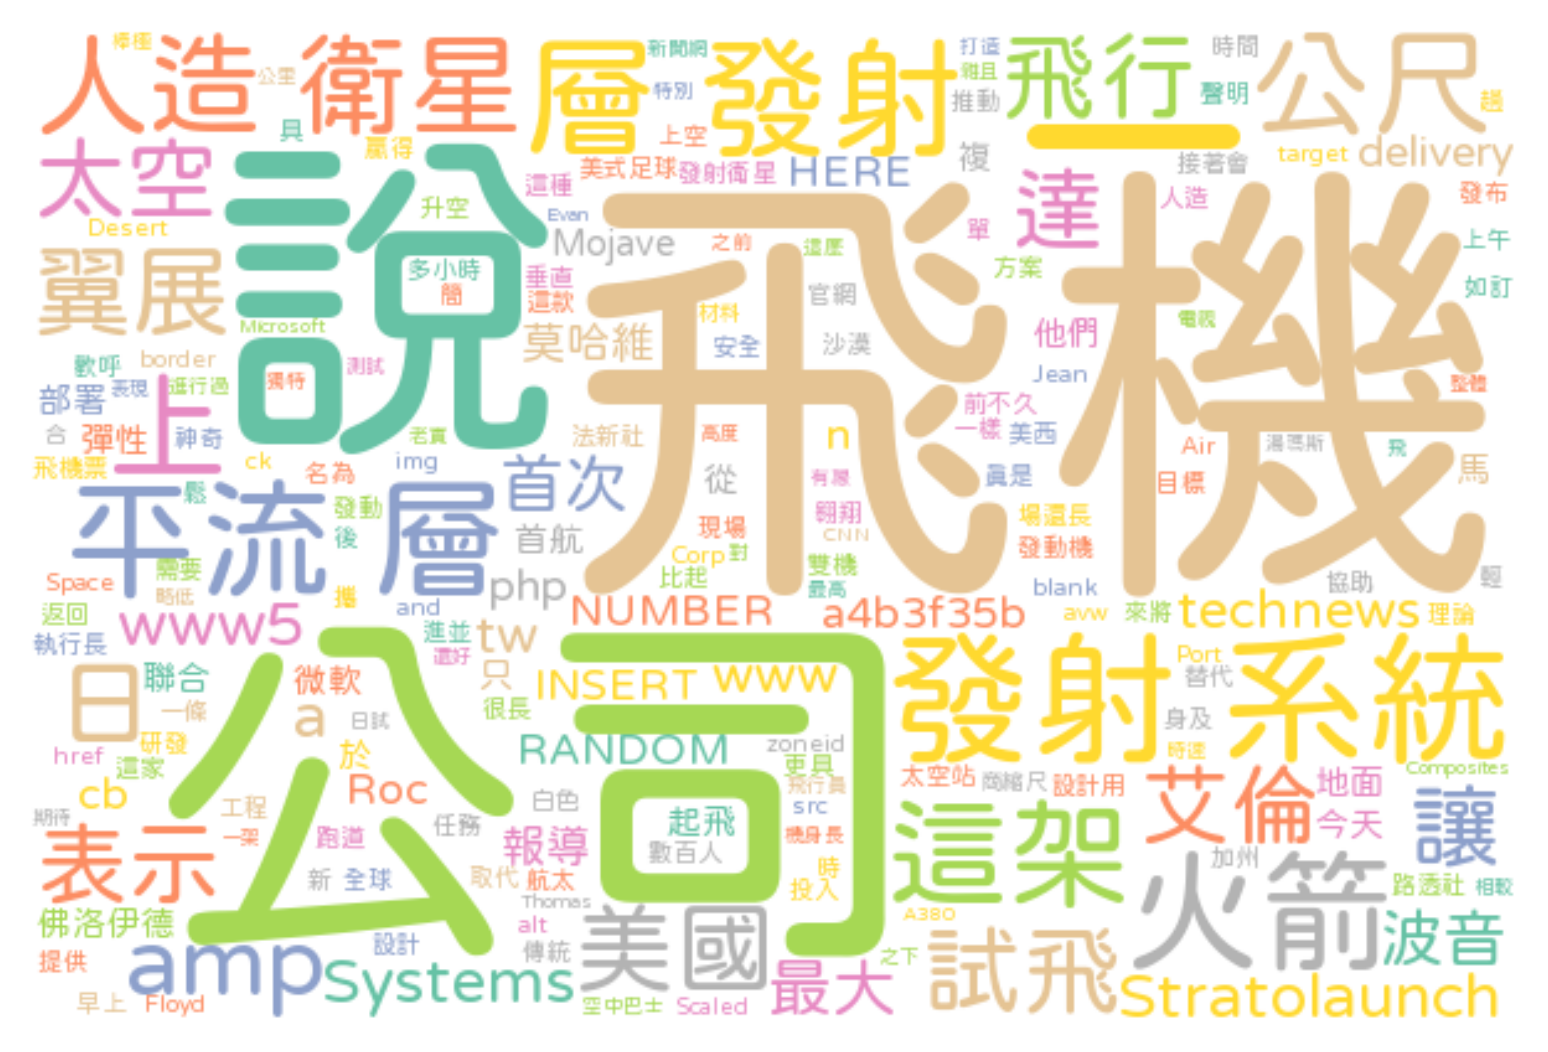 人造衛星
層
發射
飛行
公尺
棒極
公里
新聞網
特別
打造
雜且
推動
時間
聲明
趟
具
贏得
上空
一
target
delivery
太空
說
美式足球
發射衛星
HERE
複
接著會
這種
達
人造
發布
Desert
升空
Evan
Mojave
之前
這麼
單
上午
翼展
多小時
簡
垂直
這款
官網
方案
如訂
飛機
Microsoft
莫哈維
材料
安全
沙漠
他們
電視
歡呼
border
測試
Jean
部署
表現
進行過
獨特
整體
上
前不久
一樣
美西
合
彈性
神奇
老實
法新社
高度
n
Air
湯瑪斯
飛
飛機票
ck
名為
img
首次
從
有限
真是
目標
馬
平流層
鬆
發動
後
首航
現場
翱翔
CNN
場還長
發動機
Space
需要
略低
攜
php
Corp
對
比起
雙機
最高
blank
協助
輕
返回
www5
and
NUMBER
a4b3f35b
avw
來將
technews
理論
執行長
進並
還好
tw
公司
發射系統
日
聯合
一條
微軟
a
日試
只
很長
INSERT
www
Port
替代
身及
href
研發
這家
於
RANDOM
zoneid
更具
時速
cb
Roc
白色
飛行員
src
太空站
兩縮尺
設計用
艾倫
地面
Composites
期待
工程
一架
跑道
任務
報導
起飛
數百人
機身長
這架
今天
讓
表示
新
全球
取代
航太
Thomas
時
投入
加州
火箭
路透社
相較
佛洛伊德
alt
美國
A380
波音
提供
amp
設計
傳統
Systems
最大
之下
試飛
早上
Floyd
空中巴士
Scaled
Stratolaunch